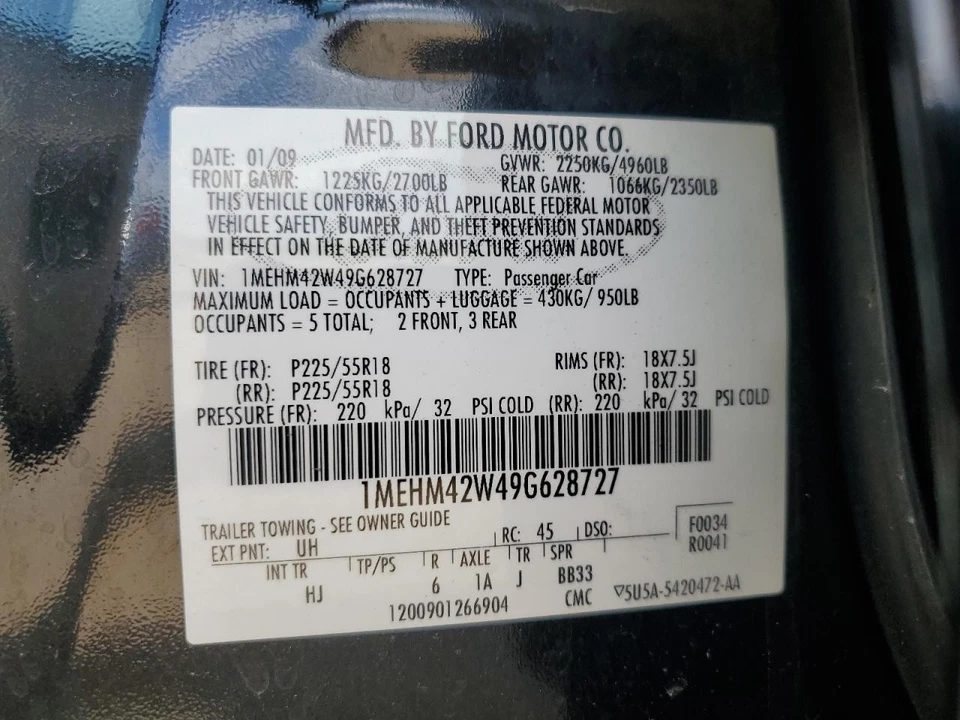 MFD. BY FORD MOTOR CO.
DATE: 01/09 GVWR: 2250KG/4960LB
FRONT GAWR: 1225KG/2700LB REAR GAWR: 1066KG/2350LB
THIS VEHICLE CONFORMS TO ALL APPLICABLE FEDERAL MOTOR
VEHICLE SAFETY, BUMPER, AND THEFT PREVENTION STANDARDS
IN EFFECT ON THE DATE OF MANUFACTURE SHOWN ABOVE.
VIN: 1MEHM42W49G628727 TYPE: Passenger Car
MAXIMUM LOAD = OCCUPANTS + LUGGAGE = 430KG/ 950LB
OCCUPANTS = 5 TOTAL; 2 FRONT, 3 REAR
TIRE (FR): P225/55R18 RIMS (FR): 18X7.5J
(RR): P225/55R18 (RR): 18X7.5J
PRESSURE (FR): 220 kPa/ 32 PSI COLD (RR): 220 kPa/ 32 PSI COLD
1MEHM42W49G628727
TRAILER TOWING - SEE OWNER GUIDE
EXT PNT: UH RC: 45 DSO: F0034
R0041
INT TR TP/PS R AXLE TR SPR
HJ 6 1A J BB33
1200901266904 CMC ▽5U5A-5420472-AA